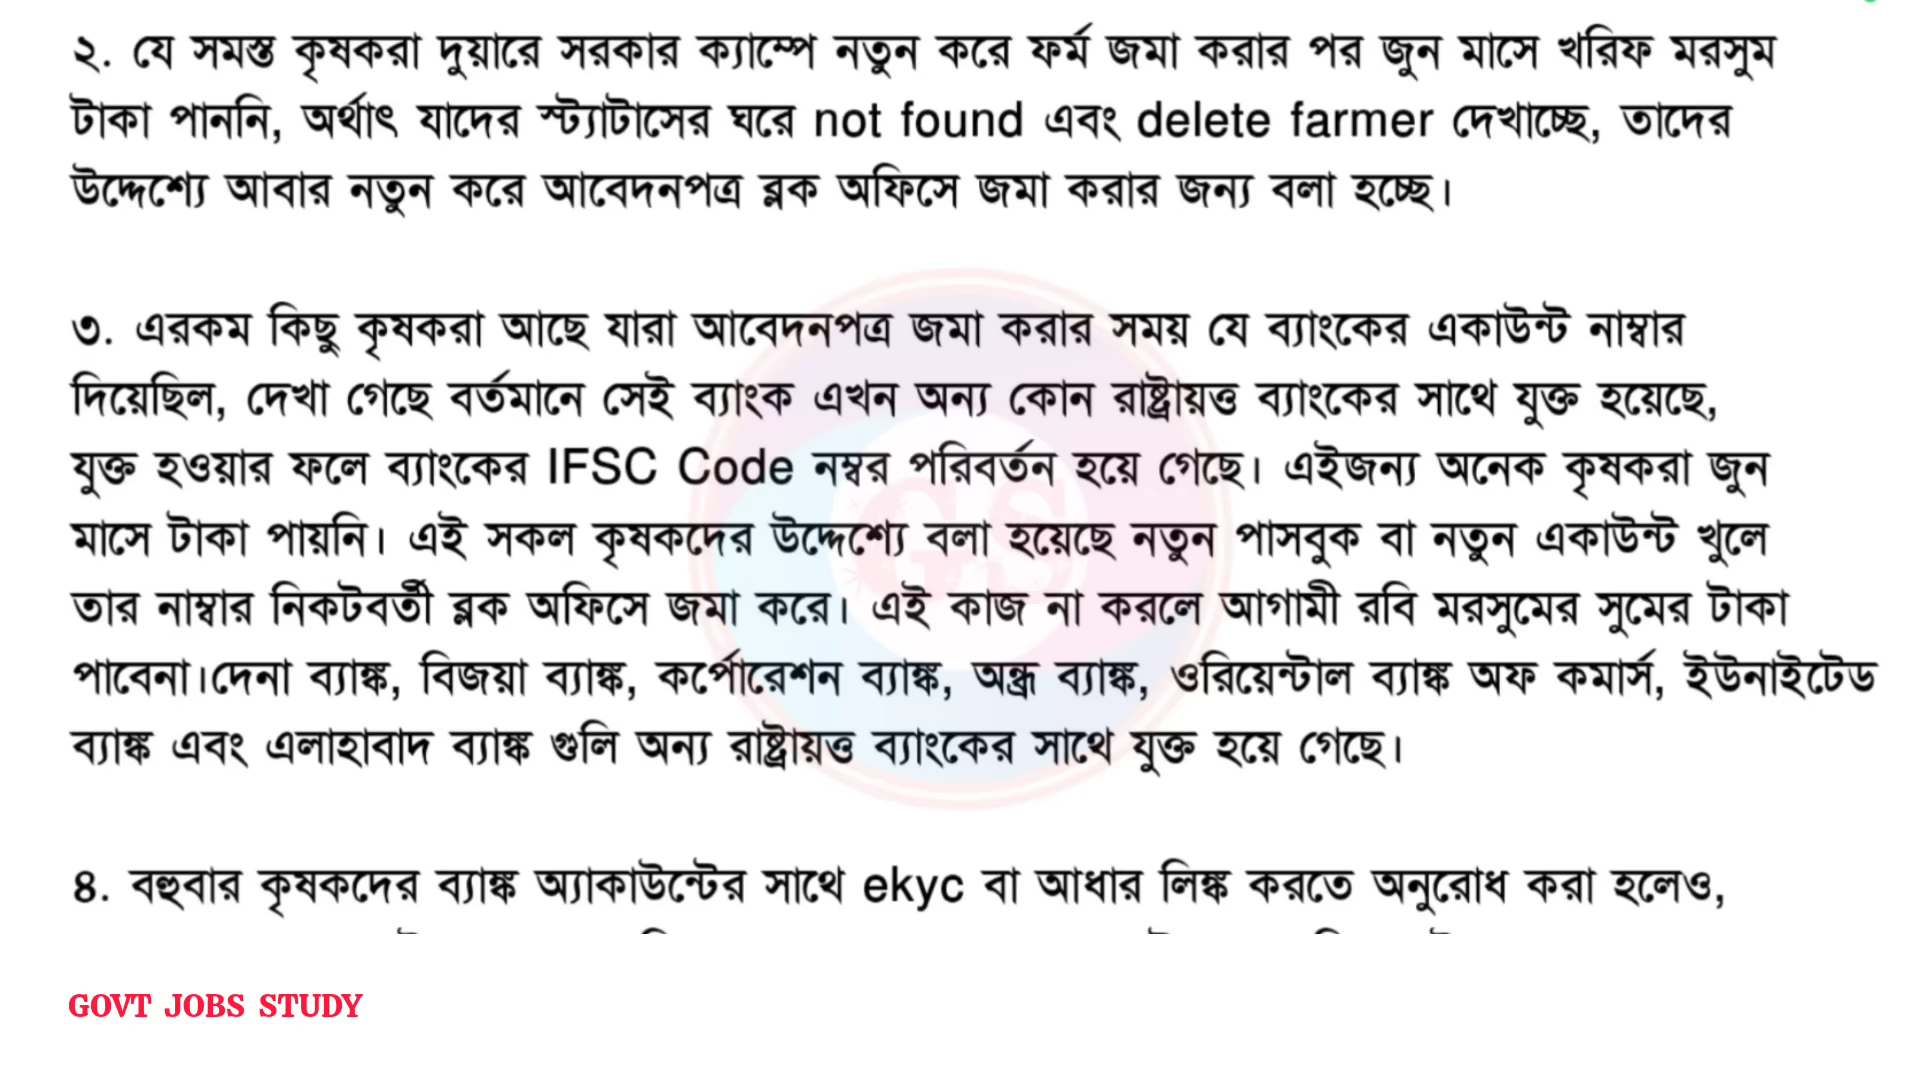 ২. যে সমস্ত কৃষকরা দুয়ারে সরকার ক্যাম্পে নতুন করে ফর্ম জমা করার পর জুন মাসে খরিফ মরসুম
টাকা পাননি, অর্থাৎ যাদের স্ট্যাটাসের ঘরে not found এবং delete farmer দেখাচ্ছে, তাদের
উদ্দেশ্যে আবার নতুন করে আবেদনপত্র ব্লক অফিসে জমা করার জন্য বলা হচ্ছে।
৩. এরকম কিছু কৃষকরা আছে যারা আবেদনপত্র জমা করার সময় যে ব্যাংকের একাউন্ট নাম্বার
দিয়েছিল, দেখা গেছে বর্তমানে সেই ব্যাংক এখন অন্য কোন রাষ্ট্রায়ত্ত ব্যাংকের সাথে যুক্ত হয়েছে,
যুক্ত হওয়ার ফলে ব্যাংকের IFSC Code নম্বর পরিবর্তন হয়ে গেছে। এইজন্য অনেক কৃষকরা জুন
মাসে টাকা পায়নি। এই সকল কৃষকদের উদ্দেশ্যে বলা হয়েছে নতুন পাসবুক বা নতুন একাউন্ট খুলে
তার নাম্বার নিকটবর্তী ব্লক অফিসে জমা করে। এই কাজ না করলে আগামী রবি মরসুমের সুমের টাকা
পাবেনা।দেনা ব্যাঙ্ক, বিজয়া ব্যাঙ্ক, কর্পোরেশন ব্যাঙ্ক, অন্ধ্র ব্যাঙ্ক, ওরিয়েন্টাল ব্যাঙ্ক অফ কমার্স, ইউনাইটেড
ব্যাঙ্ক এবং এলাহাবাদ ব্যাঙ্ক গুলি অন্য রাষ্ট্রায়ত্ত ব্যাংকের সাথে যুক্ত হয়ে গেছে।
GS
৪. বহুবার কৃষকদের ব্যাঙ্ক অ্যাকাউন্টের সাথে ekyc বা আধার লিঙ্ক করতে অনুরোধ করা হলেও,
GOVT JOBS STUDY